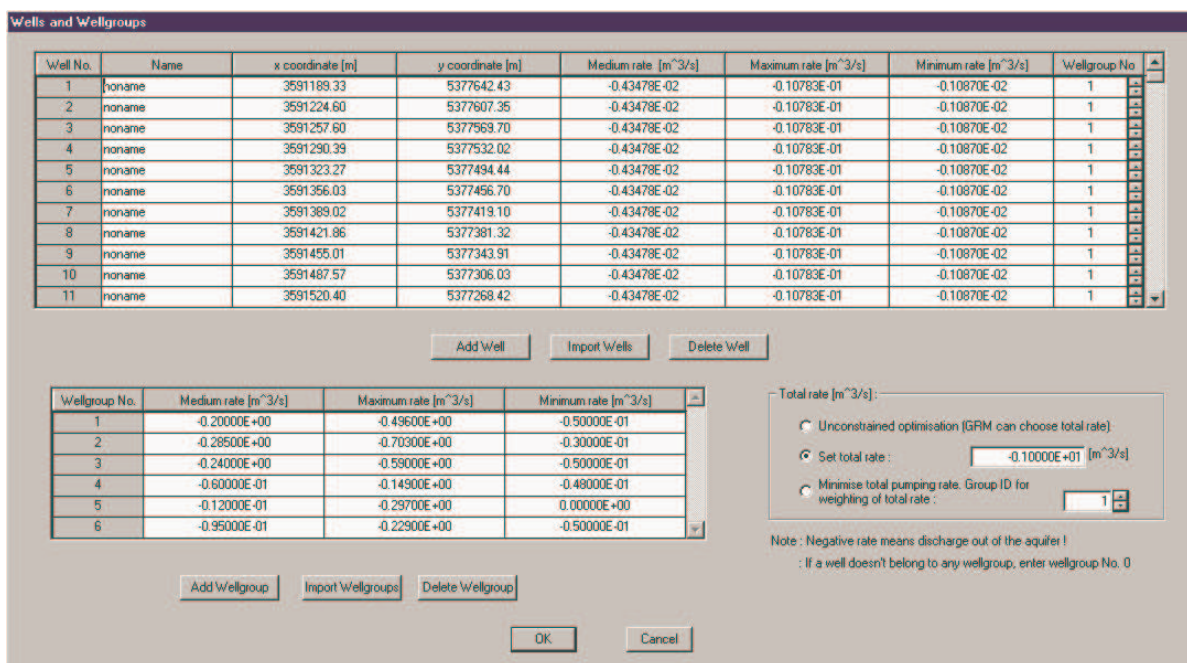 Wells and Wellgroups
Well No. Name x coordinate [m] y coordinate [m] Medium rate [m^3/s] Maximum rate [m^3/s] Minimum rate [m^3/s] Wellgroup No
1 noname 3591189.33 5377642.43 -0.43478E-02 -0.10783E-01 -0.10870E-02 1
2 noname 3591224.60 5377607.35 -0.43478E-02 -0.10783E-01 -0.10870E-02 1
3 noname 3591257.60 5377569.70 -0.43478E-02 -0.10783E-01 -0.10870E-02 1
4 noname 3591290.39 5377532.02 -0.43478E-02 -0.10783E-01 -0.10870E-02 1
5 noname 3591323.27 5377494.44 -0.43478E-02 -0.10783E-01 -0.10870E-02 1
6 noname 3591356.03 5377456.70 -0.43478E-02 -0.10783E-01 -0.10870E-02 1
7 noname 3591389.02 5377419.10 -0.43478E-02 -0.10783E-01 -0.10870E-02 1
8 noname 3591421.86 5377381.32 -0.43478E-02 -0.10783E-01 -0.10870E-02 1
9 noname 3591455.01 5377343.91 -0.43478E-02 -0.10783E-01 -0.10870E-02 1
10 noname 3591487.57 5377306.03 -0.43478E-02 -0.10783E-01 -0.10870E-02 1
11 noname 3591520.40 5377268.42 -0.43478E-02 -0.10783E-01 -0.10870E-02 1
Add Well Import Wells Delete Well
Wellgroup No. Medium rate [m^3/s] Maximum rate [m^3/s] Minimum rate [m^3/s]
1 -0.20000E+00 -0.49600E+00 -0.50000E-01
2 -0.28500E+00 -0.70300E+00 -0.30000E-01
3 -0.24000E+00 -0.59000E+00 -0.50000E-01
4 -0.60000E-01 -0.14900E+00 -0.48000E-01
5 -0.12000E-01 -0.29700E+00 0.00000E+00
6 -0.95000E-01 -0.22900E+00 -0.50000E-01
Add Wellgroup Import Wellgroups Delete Wellgroup
Total rate [m^3/s] :
Unconstrained optimisation (GRM can choose total rate)
Set total rate : -0.10000E+01 [m^3/s]
Minimise total pumping rate. Group ID for
weighting of total rate : 1
Note : Negative rate means discharge out of the aquifer !
: If a well doesn't belong to any wellgroup, enter wellgroup No. 0
OK Cancel